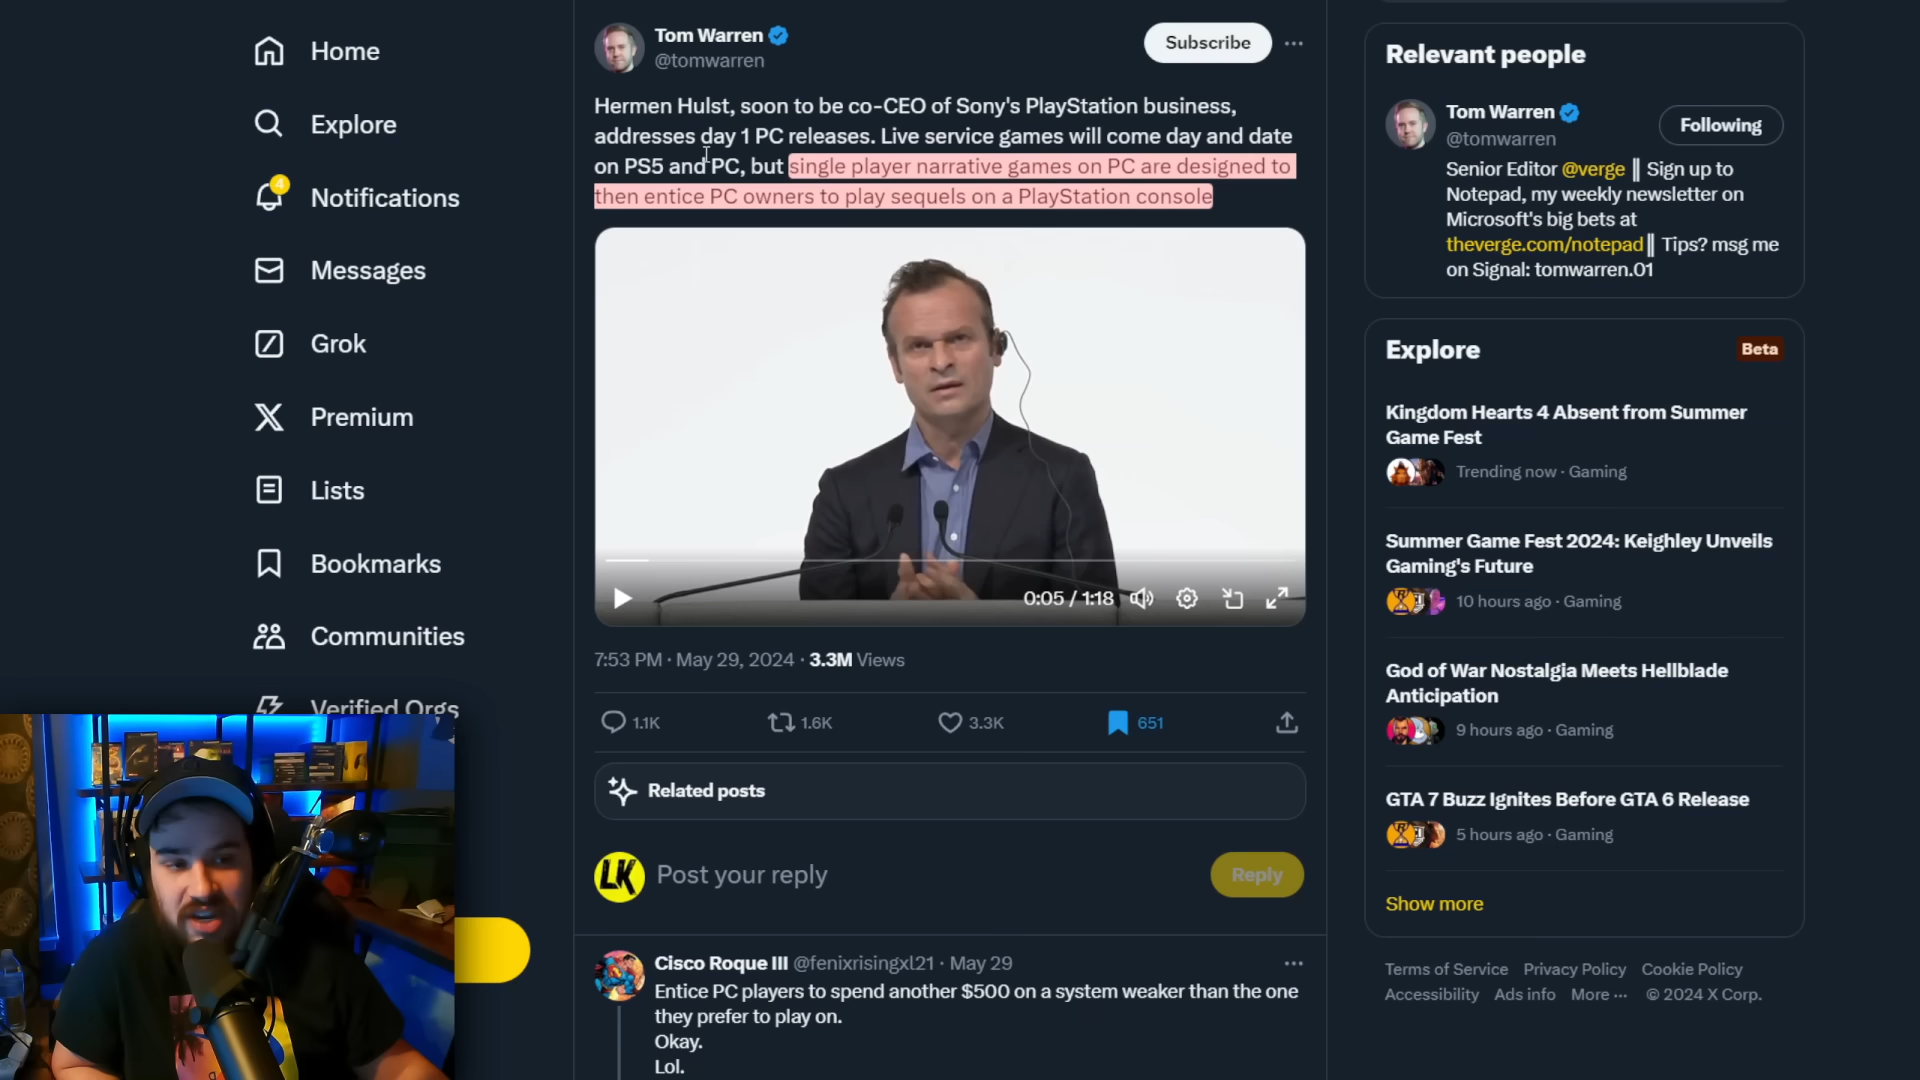 Home
Explore
Notifications
4
Messages
Grok
Premium
Lists
Bookmarks
Communities
Verified Orgs
Tom Warren
@tomwarren
Subscribe
Hermen Hulst, soon to be co-CEO of Sony's PlayStation business,
addresses day 1 PC releases. Live service games will come day and date
on PS5 and PC, but single player narrative games on PC are designed to
then entice PC owners to play sequels on a PlayStation console
0:05 / 1:18
7:53 PM · May 29, 2024 · 3.3M Views
1.1K
1.6K
3.3K
651
Related posts
LK
Post your reply
Reply
Cisco Roque III @fenixrisingxl21 · May 29
Entice PC players to spend another $500 on a system weaker than the one
they prefer to play on.
Okay.
Lol.
Relevant people
Tom Warren
@tomwarren
Following
Senior Editor @verge || Sign up to
Notepad, my weekly newsletter on
Microsoft's big bets at
theverge.com/notepad || Tips? msg me
on Signal: tomwarren.01
Explore
Beta
Kingdom Hearts 4 Absent from Summer
Game Fest
Trending now · Gaming
Summer Game Fest 2024: Keighley Unveils
Gaming's Future
10 hours ago · Gaming
God of War Nostalgia Meets Hellblade
Anticipation
9 hours ago · Gaming
GTA 7 Buzz Ignites Before GTA 6 Release
5 hours ago · Gaming
Show more
Terms of Service Privacy Policy Cookie Policy
Accessibility Ads info More ··· © 2024 X Corp.